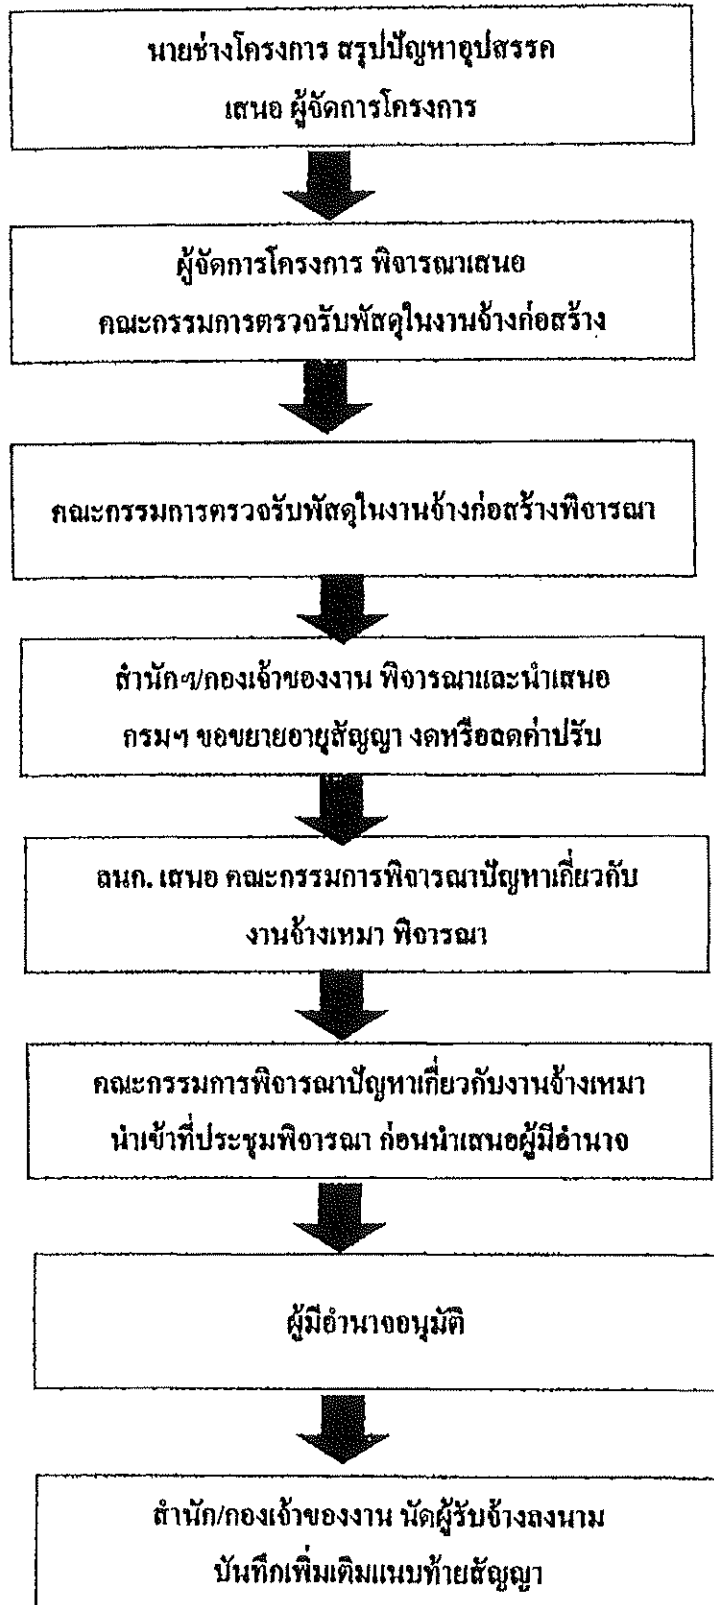 นายช่างโครงการ สรุปปัญหาอุปสรรค
เสนอ ผู้จัดการโครงการ
ผู้จัดการโครงการ พิจารณาเสนอ
คณะกรรมการตรวจรับพัสดุในงานจ้างก่อสร้าง
คณะกรรมการตรวจรับพัสดุในงานจ้างก่อสร้างพิจารณา
สำนักฯ/กองเจ้าของงาน พิจารณาและนำเสนอ
กรมฯ ขอขยายอายุสัญญา งดหรือลดค่าปรับ
ลนก. เสนอ คณะกรรมการพิจารณาปัญหาเกี่ยวกับ
งานจ้างเหมา พิจารณา
คณะกรรมการพิจารณาปัญหาเกี่ยวกับงานจ้างเหมา
นำเข้าที่ประชุมพิจารณา ก่อนนำเสนอผู้มีอำนาจ
ผู้มีอำนาจอนุมัติ
สำนัก/กองเจ้าของงาน นัดผู้รับจ้างลงนาม
บันทึกเพิ่มเติมแนบท้ายสัญญา